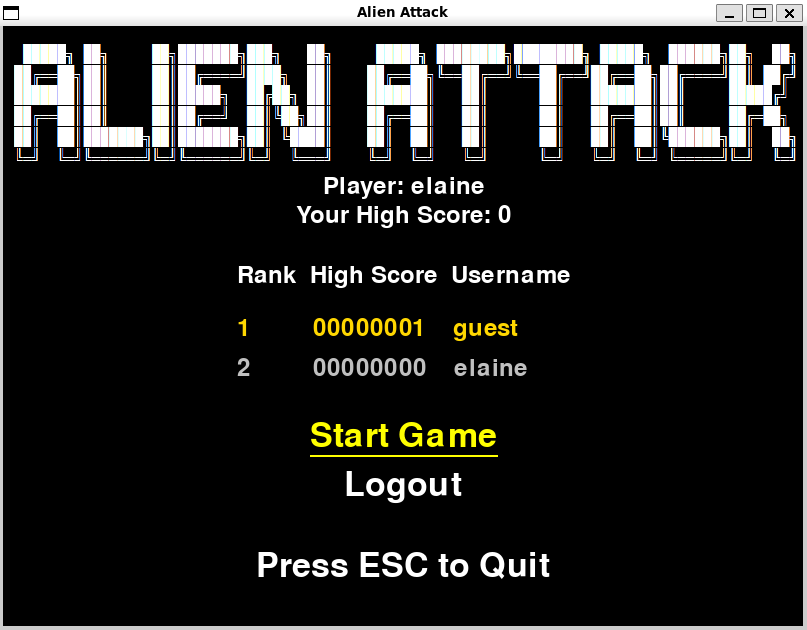 Alien Attack
ALIEN ATTACK
Player: elaine
Your High Score: 0
Rank High Score Username
1 00000001 guest
2 00000000 elaine
Start Game
Logout
Press ESC to Quit